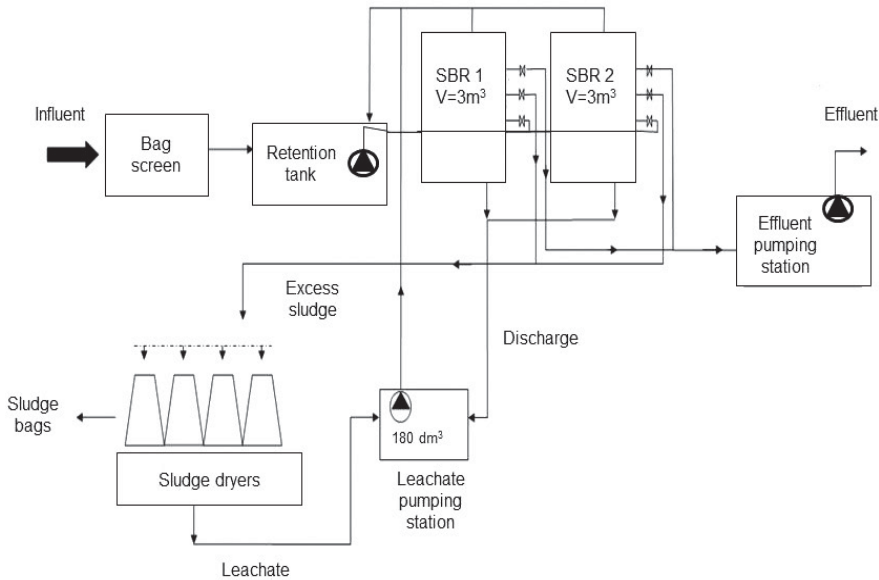 Influent
Bag
screen
Retention
tank
SBR 1
V=3m³
SBR 2
V=3m³
Effluent
Effluent
pumping
station
Excess
sludge
Discharge
Sludge
bags
180 dm³
Sludge dryers
Leachate
pumping
station
Leachate